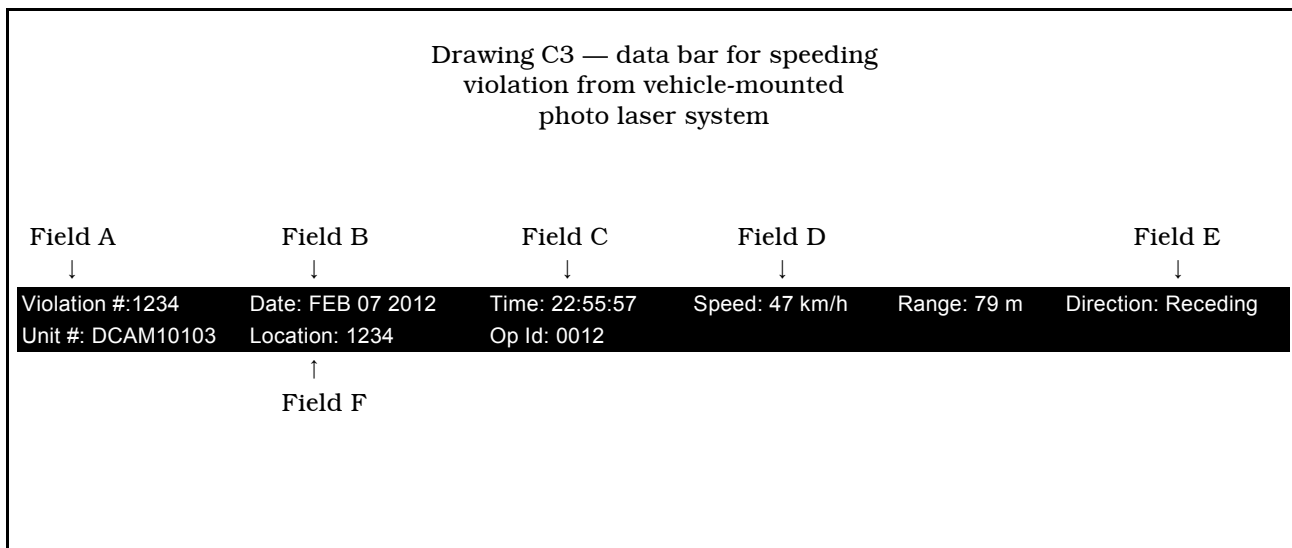 Drawing C3 — data bar for speeding
violation from vehicle-mounted
photo laser system
Field A Field B Field C Field D Field E
↓ ↓ ↓ ↓ ↓
Violation #:1234 Date: FEB 07 2012 Time: 22:55:57 Speed: 47 km/h Range: 79 m Direction: Receding
Unit #: DCAM10103 Location: 1234 Op Id: 0012
↑
Field F